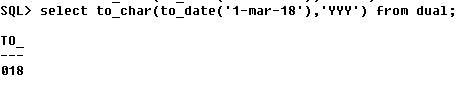 SQL> select to_char(to_date('1-mar-18'),'YYY') from dual;
TO_
---
018